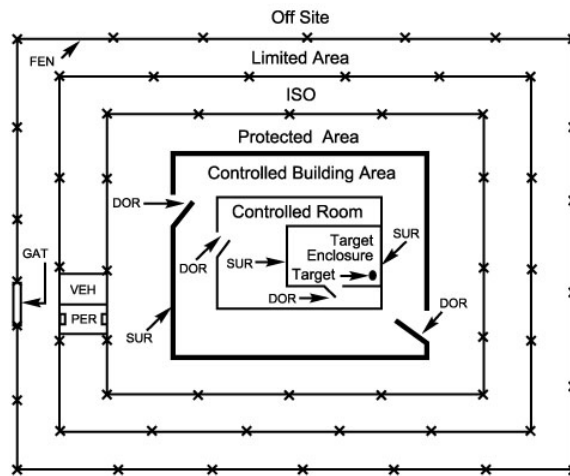 Off Site
FEN
Limited Area
ISO
Protected Area
Controlled Building Area
DOR
Controlled Room
Target
Enclosure
SUR
DOR
SUR
Target
GAT
VEH
DOR
DOR
PER
SUR